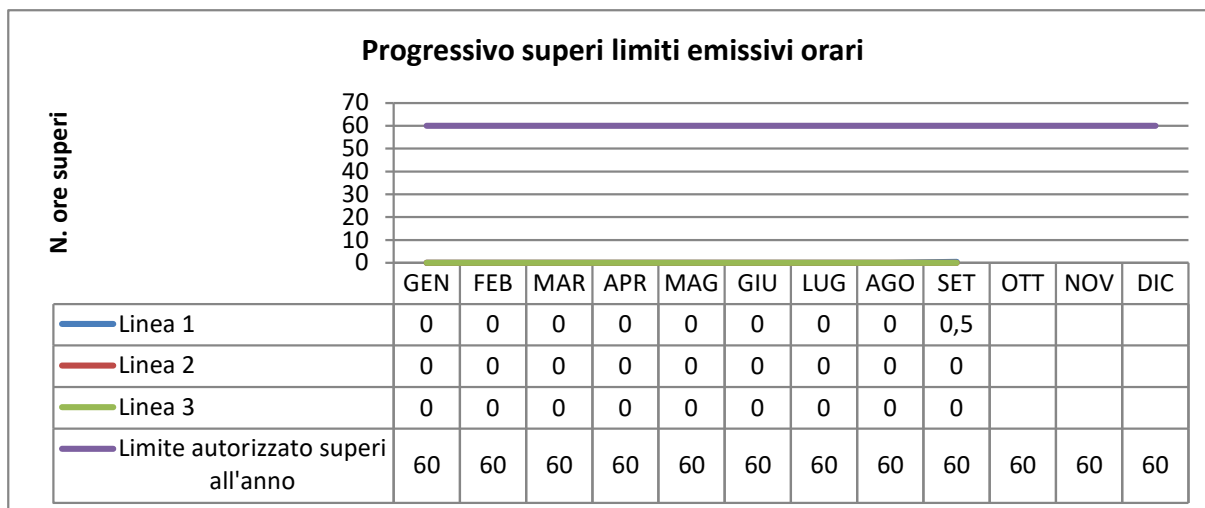 Progressivo superi limiti emissivi orari
N. ore superi
70
60
50
40
30
20
10
0
GEN FEB MAR APR MAG GIU LUG AGO SET OTT NOV DIC
Linea 1 0 0 0 0 0 0 0 0 0,5
Linea 2 0 0 0 0 0 0 0 0 0
Linea 3 0 0 0 0 0 0 0 0 0
Limite autorizzato superi
all'anno 60 60 60 60 60 60 60 60 60 60 60 60